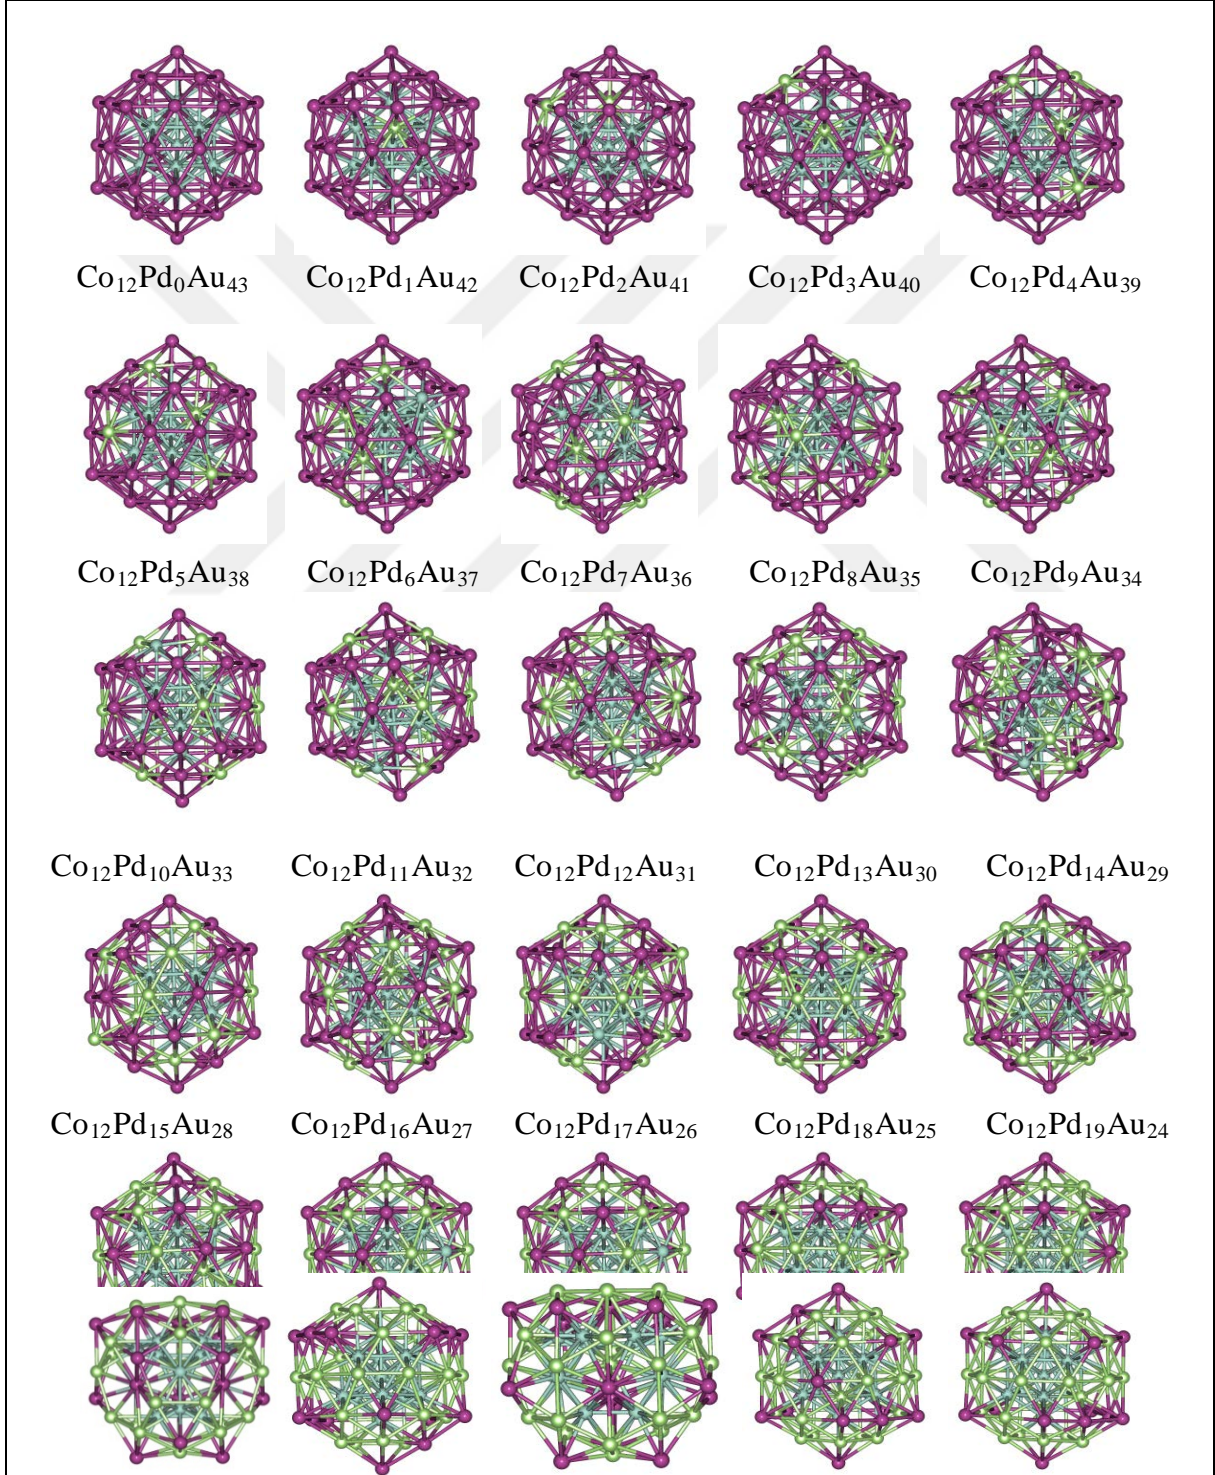 Co₁₂Pd₀Au₄₃ Co₁₂Pd₁Au₄₂ Co₁₂Pd₂Au₄₁ Co₁₂Pd₃Au₄₀ Co₁₂Pd₄Au₃₉
Co₁₂Pd₅Au₃₈ Co₁₂Pd₆Au₃₇ Co₁₂Pd₇Au₃₆ Co₁₂Pd₈Au₃₅ Co₁₂Pd₉Au₃₄
Co₁₂Pd₁₀Au₃₃ Co₁₂Pd₁₁Au₃₂ Co₁₂Pd₁₂Au₃₁ Co₁₂Pd₁₃Au₃₀ Co₁₂Pd₁₄Au₂₉
Co₁₂Pd₁₅Au₂₈ Co₁₂Pd₁₆Au₂₇ Co₁₂Pd₁₇Au₂₆ Co₁₂Pd₁₈Au₂₅ Co₁₂Pd₁₉Au₂₄